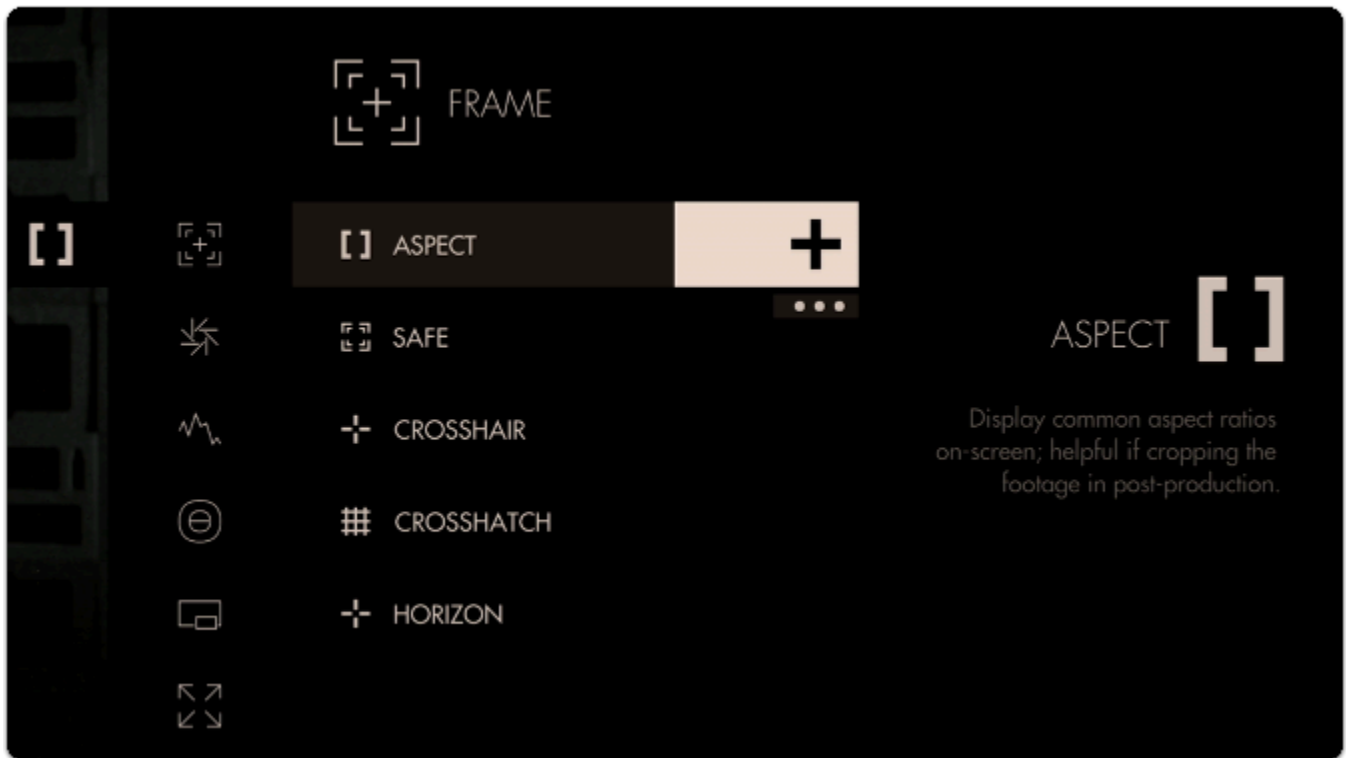 FRAME
ASPECT
SAFE
CROSSHAIR
CROSSHATCH
HORIZON
ASPECT
Display common aspect ratios
on-screen; helpful if cropping the
footage in post-production.